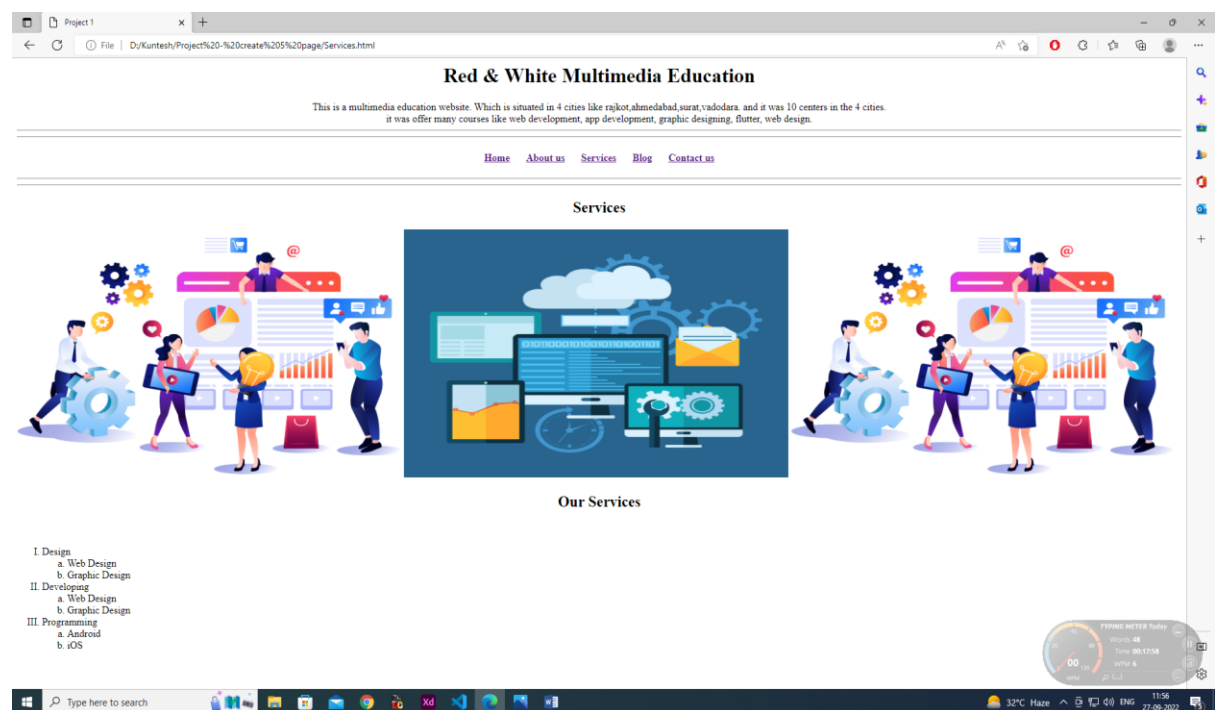 Project 1
File | D:/Kuntesh/Project%20-%20create%205%20page/Services.html
Red & White Multimedia Education
This is a multimedia education website. Which is situated in 4 cities like rajkot,ahmedabad,surat,vadodara. and it was 10 centers in the 4 cities.
it was offer many courses like web development, app development, graphic designing, flutter, web design.
Home About us Services Blog Contact us
Services
@
@
01011010010110101101010101101
Our Services
I. Design
a. Web Design
b. Graphic Design
II. Developing
a. Web Design
b. Graphic Design
III. Programming
a. Android
b. iOS
TYPING METER Today
Words 48
Time 00:17:58
WPM 6
00
WPM
Type here to search
Xd
32°C Haze
ENG
11:56
27-09-2022